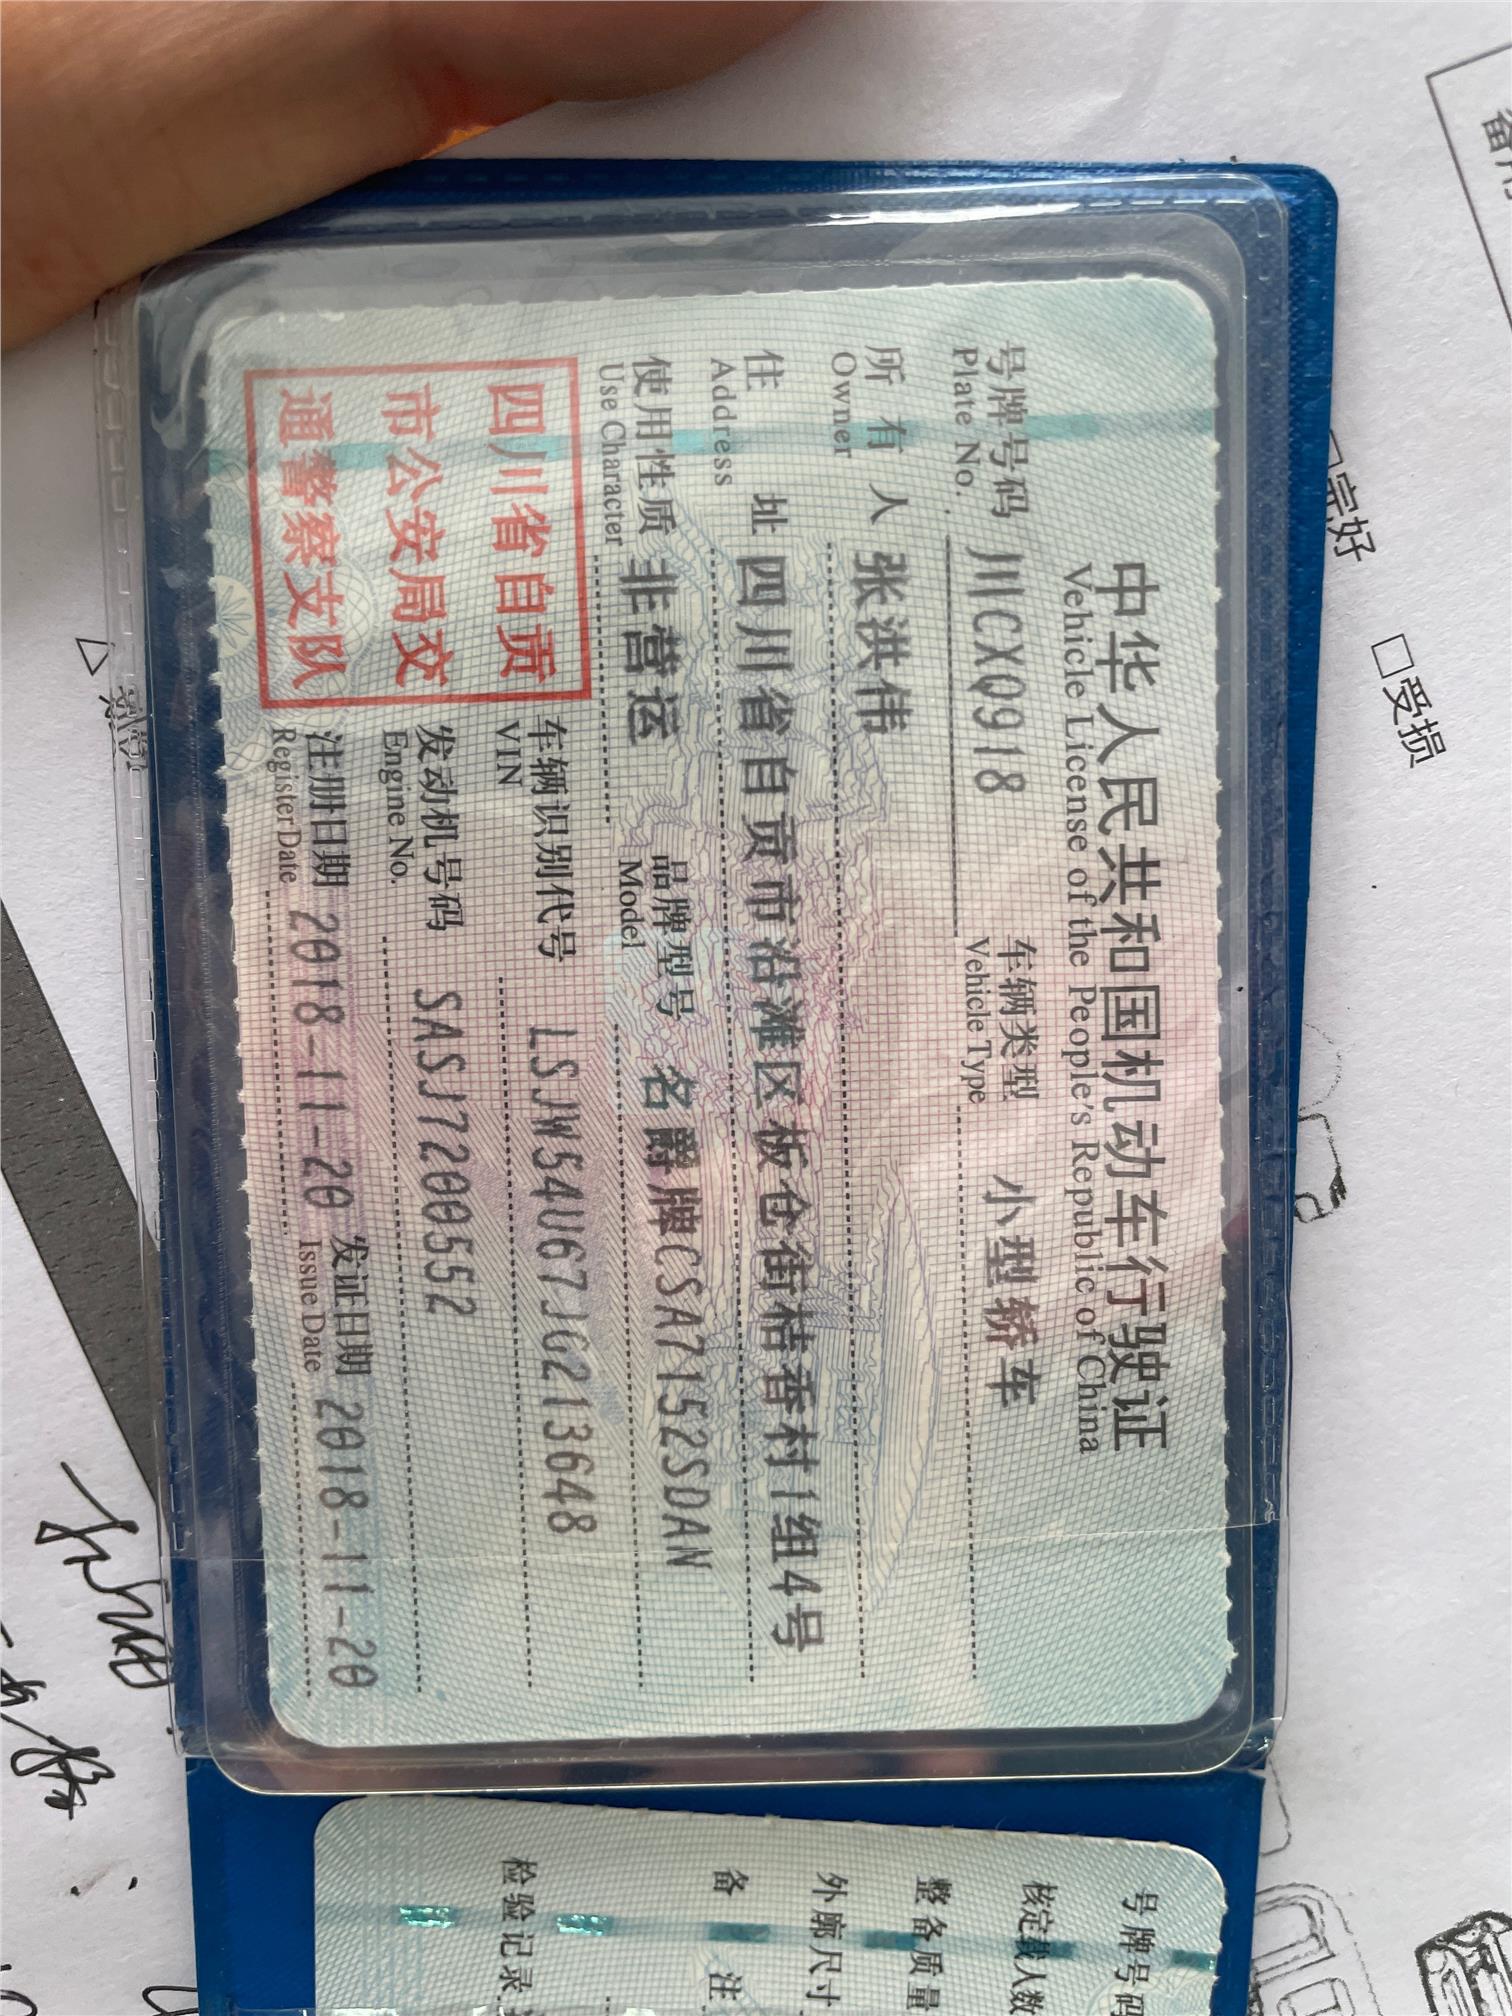 中华人民共和国机动车行驶证
Vehicle License of the People's Republic of China
号牌号码 川CXQ918 车辆类型 小型轿车
Plate No. Vehicle Type
所有人 张洪伟
Owner
住址 四川省自贡市沿滩区板仓街桔香村1组4号
Address
使用性质 非营运 品牌型号 名爵牌CSA7152SDAN
Use Character Model
四川省自贡
市公安局交
通警察支队
车辆识别代号 LSJW54U67JG213648
VIN
发动机号码 SASJ7200552
Engine No.
注册日期 2018-11-20 发证日期 2018-11-20
Register Date Issue Date
号牌号码
核定载人数
整备质量
外廓尺寸
备注
检验记录
□完好
□受损